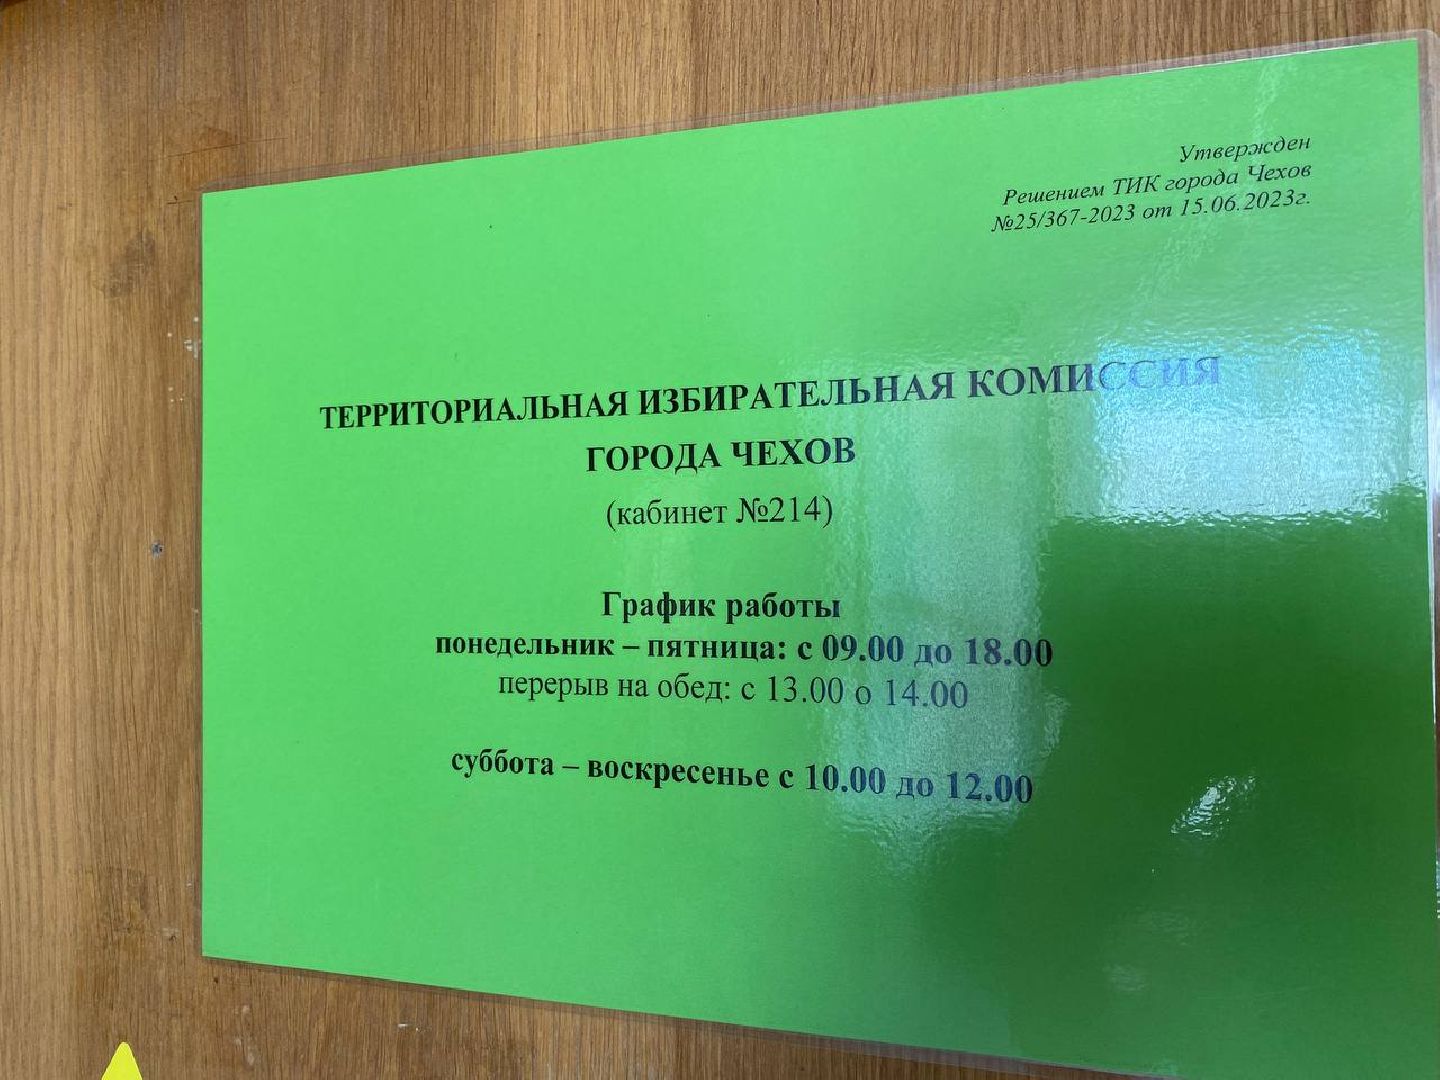 Утвержден
Решением ТИК города Чехов
№25/367-2023 от 15.06.2023г.
ТЕРРИТОРИАЛЬНАЯ ИЗБИРАТЕЛЬНАЯ КОМИССИЯ
ГОРОДА ЧЕХОВ
(кабинет №214)
График работы
понедельник – пятница: с 09.00 до 18.00
перерыв на обед: с 13.00 о 14.00
суббота – воскресенье с 10.00 до 12.00